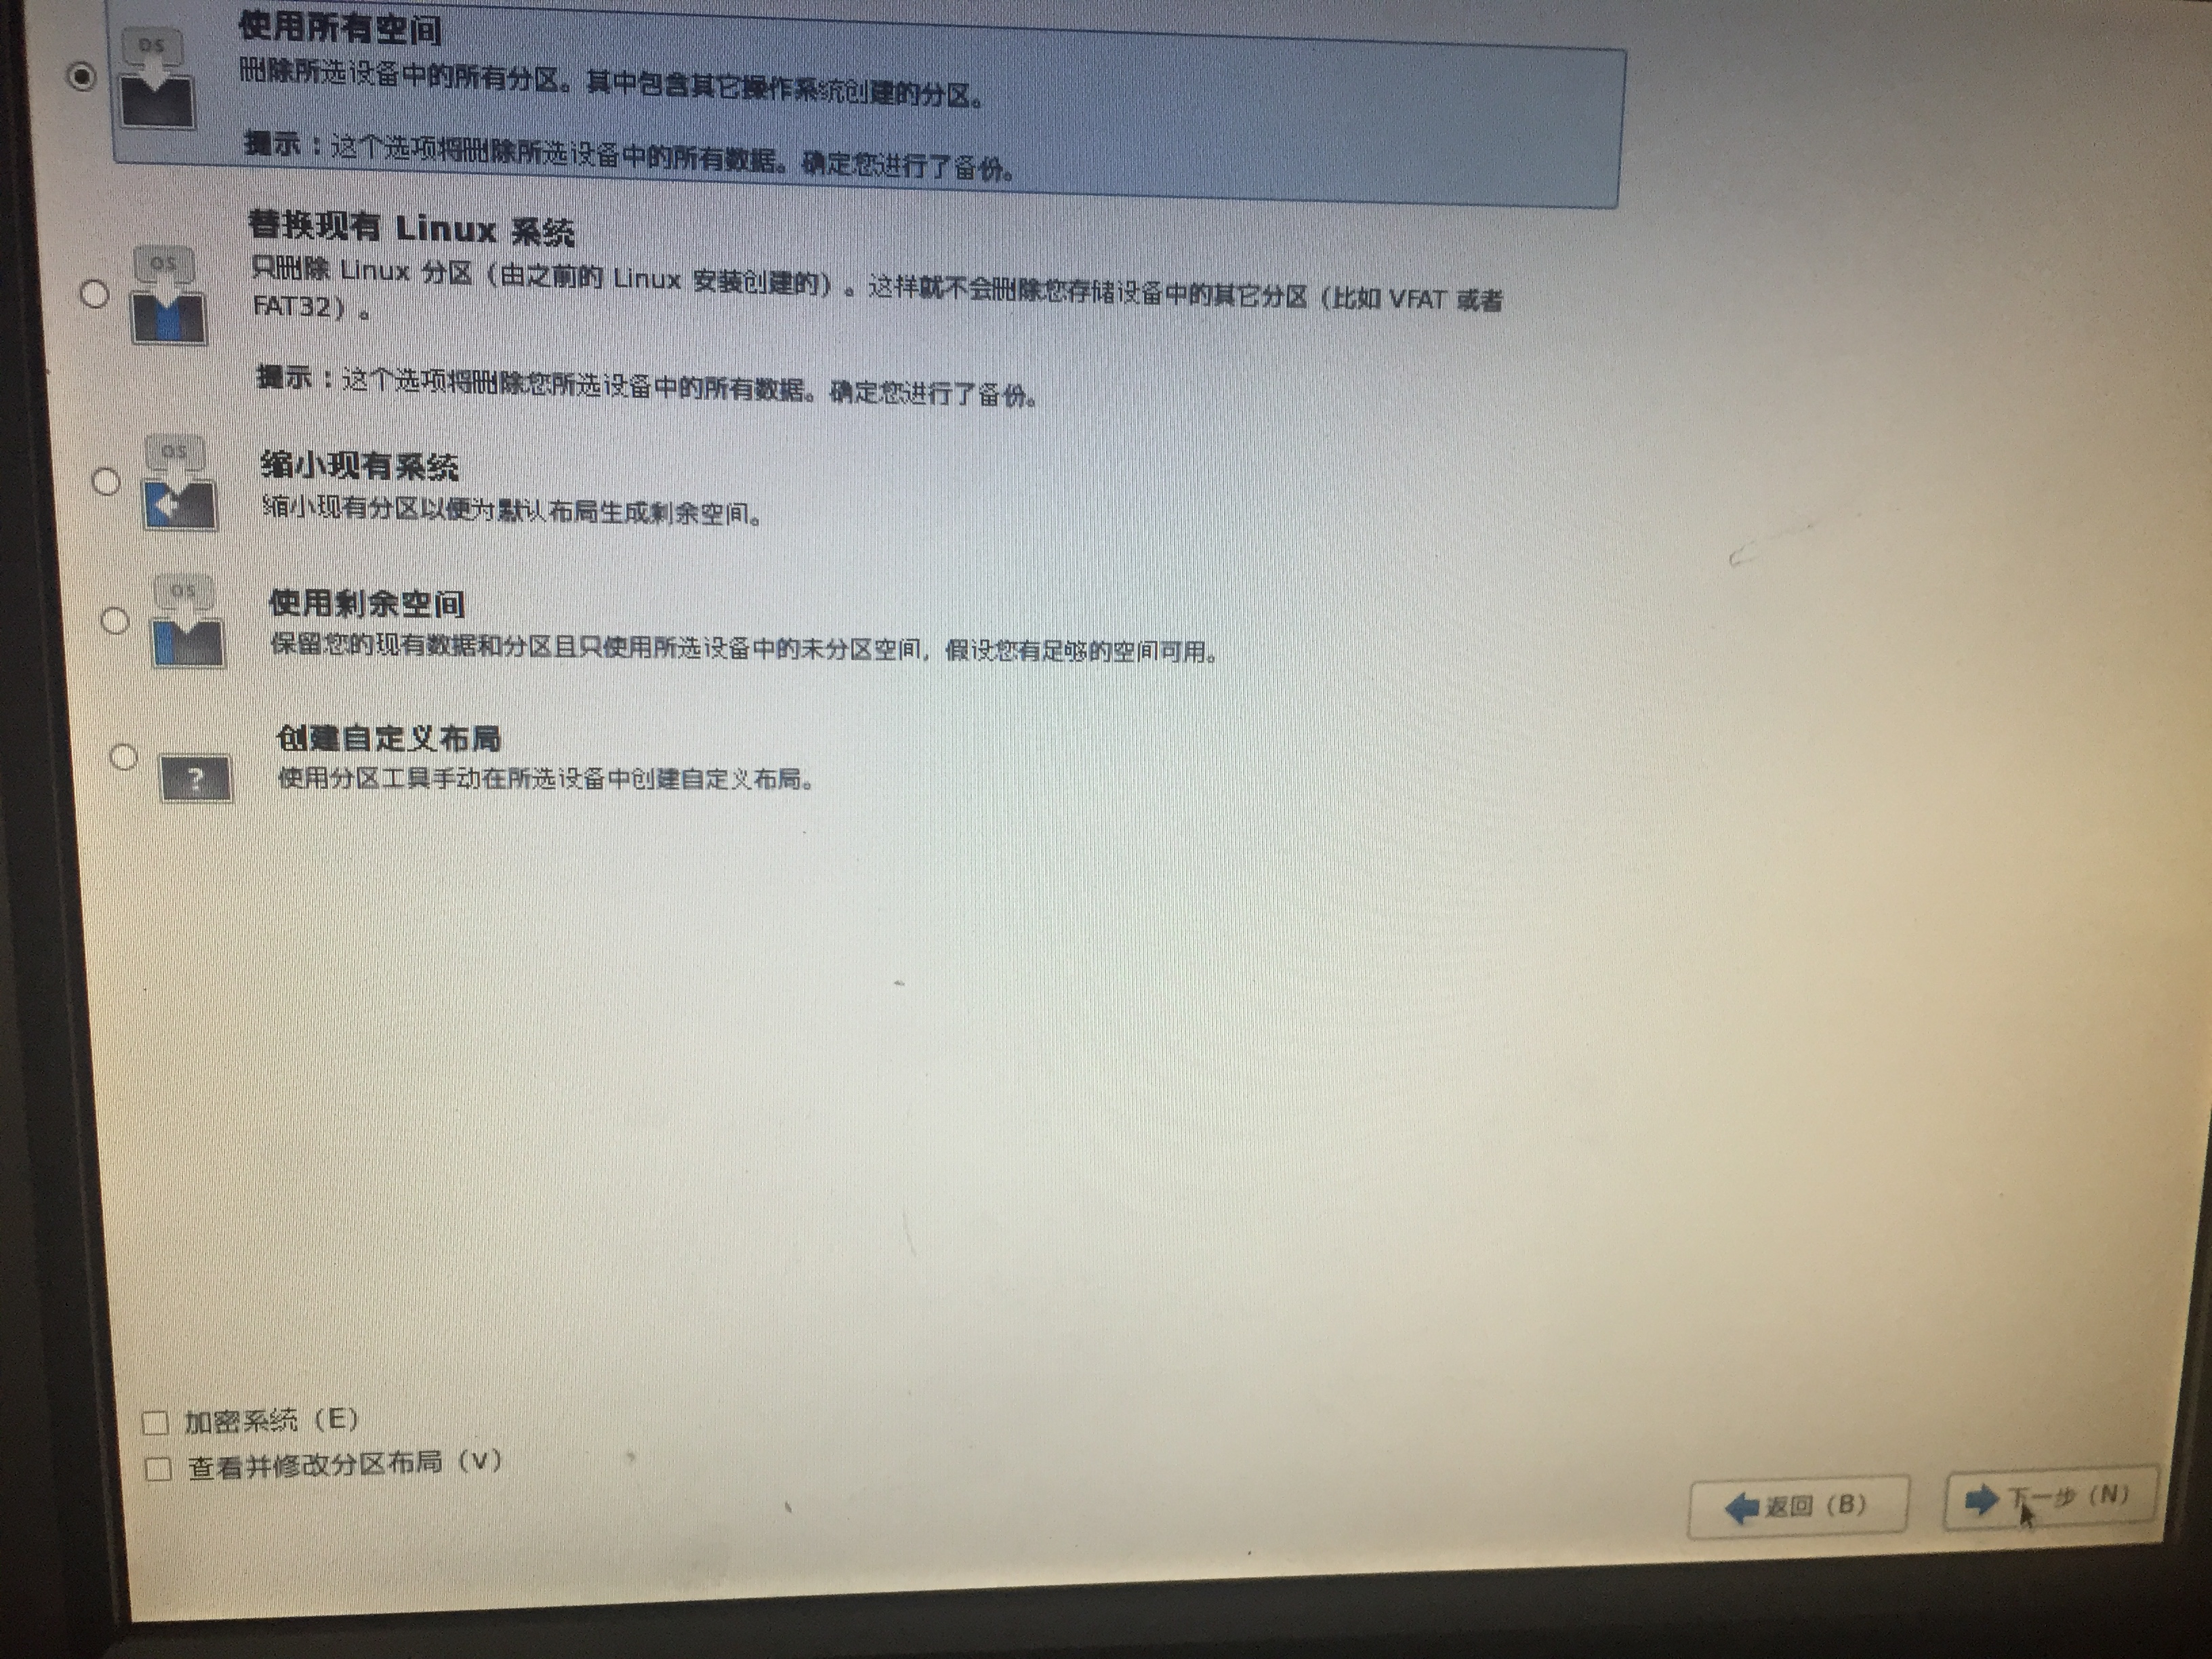 使用所有空间
OS
删除所选设备中的所有分区。其中包含其它操作系统创建的分区。
提示：这个选项将删除所选设备中的所有数据。确定您进行了备份。
替换现有 Linux 系统
OS
只删除 Linux 分区（由之前的 Linux 安装创建的）。这样就不会删除您存储设备中的其它分区（比如 VFAT 或者
FAT32）。
提示：这个选项将删除您所选设备中的所有数据。确定您进行了备份。
OS
缩小现有系统
缩小现有分区以便为默认布局生成剩余空间。
OS
使用剩余空间
保留您的现有数据和分区且只使用所选设备中的未分区空间，假设您有足够的空间可用。
创建自定义布局
?
使用分区工具手动在所选设备中创建自定义布局。
加密系统（E）
查看并修改分区布局（v）
返回（B）
下一步（N）